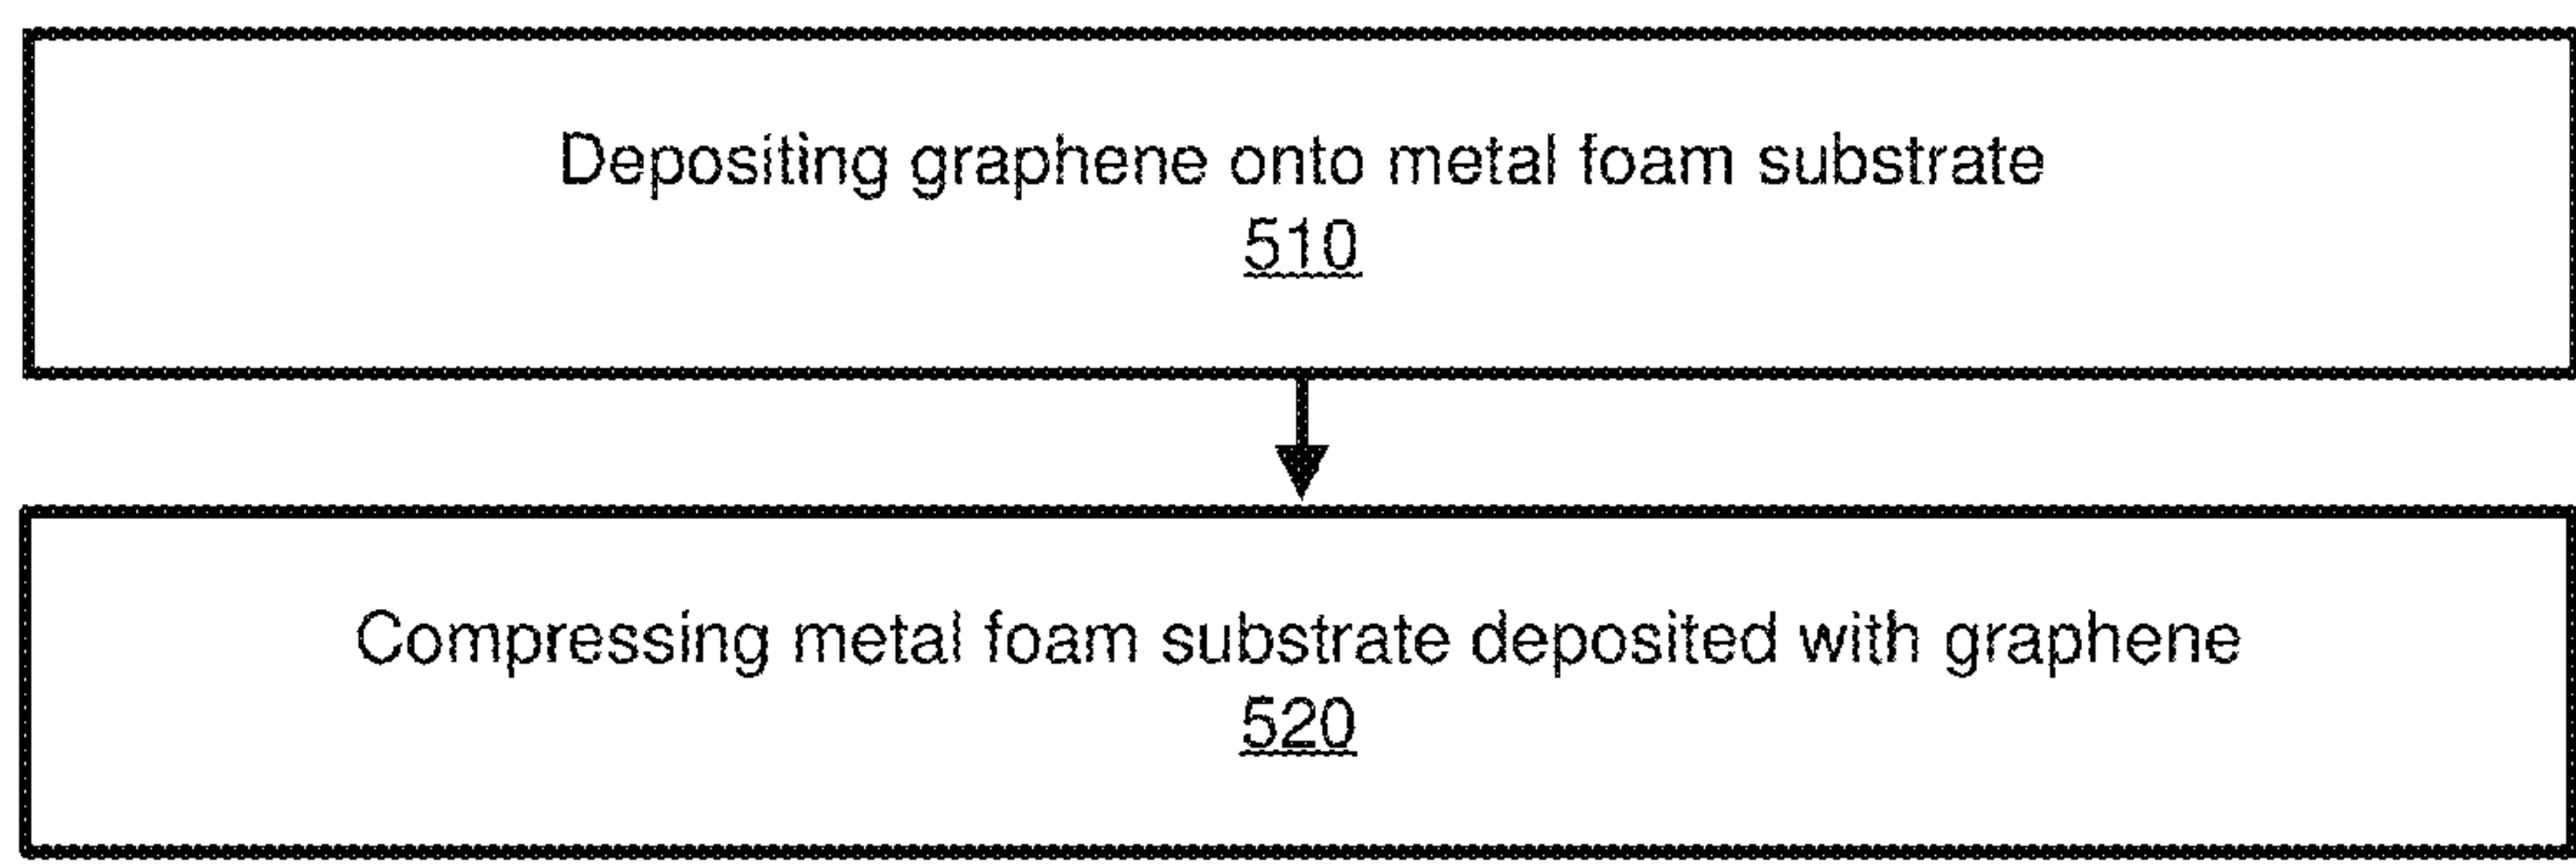 Depositing graphene onto metal foam substrate
510
Compressing metal foam substrate deposited with graphene
520